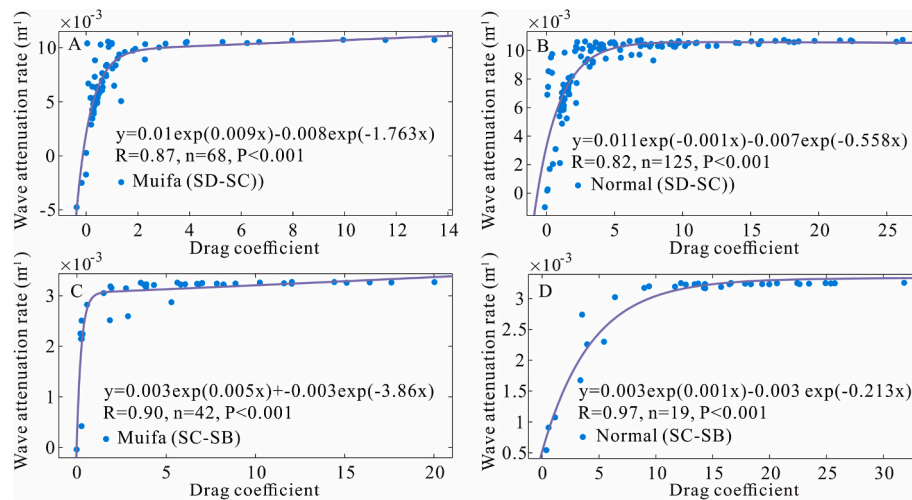 ×10⁻³
A
10
5
0
-5
Wave attenuation rate (m⁻¹)
y=0.01exp(0.009x)-0.008exp(-1.763x)
R=0.87, n=68, P<0.001
Muifa (SD-SC))
0 2 4 6 8 10 12 14
Drag coefficient
×10⁻³
B
10
8
6
4
2
0
Wave attenuation rate (m⁻¹)
y=0.011exp(-0.001x)-0.007exp(-0.558x)
R=0.82, n=125, P<0.001
Normal (SD-SC))
0 5 10 15 20 25
Drag coefficient
×10⁻³
C
3
2
1
0
Wave attenuation rate (m⁻¹)
y=0.003exp(0.005x)+-0.003exp(-3.86x)
R=0.90, n=42, P<0.001
Muifa (SC-SB)
0 5 10 15 20
Drag coefficient
×10⁻³
D
3
2.5
2
1.5
1
0.5
Wave attenuation rate (m⁻¹)
y=0.003exp(0.001x)-0.003 exp(-0.213x)
R=0.97, n=19, P<0.001
Normal (SC-SB)
0 5 10 15 20 25 30
Drag coefficient